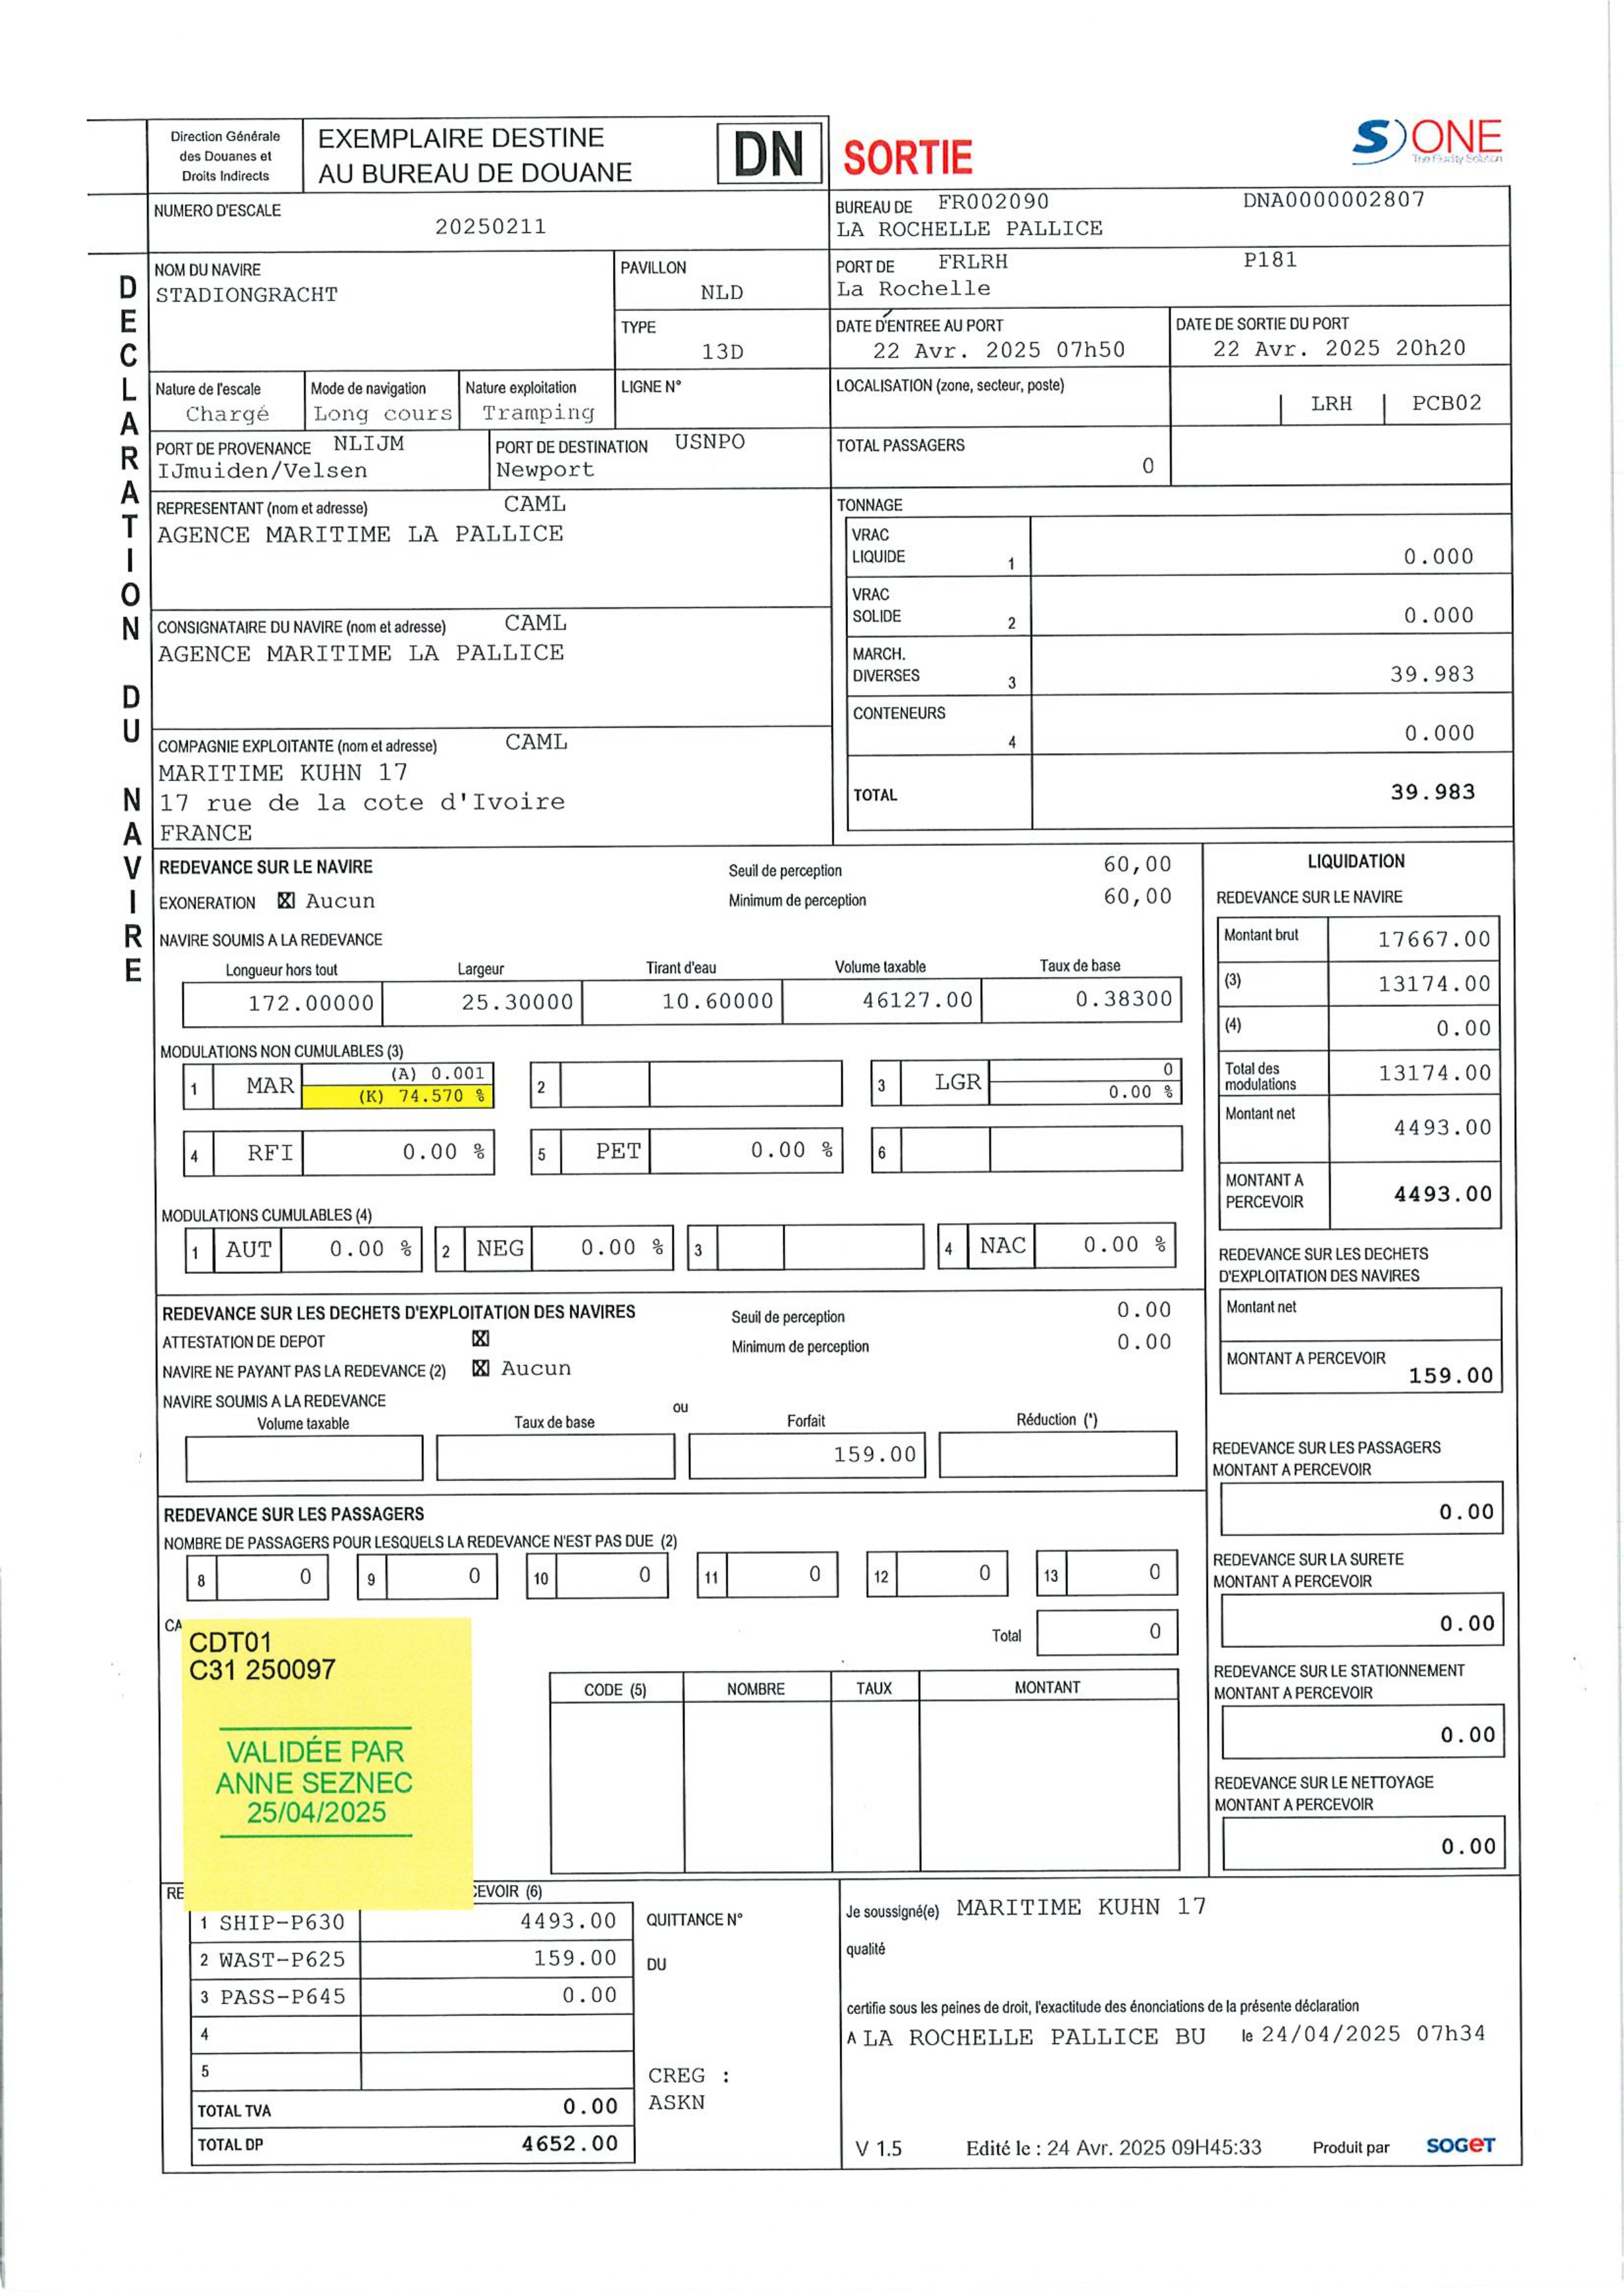 Direction Générale
des Douanes et
Droits Indirects
EXEMPLAIRE DESTINE
AU BUREAU DE DOUANE
DN
SORTIE
S)ONE
DECLARATION DU NAVIRE
NUMERO D'ESCALE
20250211
BUREAU DE FR002090 DNA0000002807
LA ROCHELLE PALLICE
NOM DU NAVIRE
STADIONGRACHT
PAVILLON
NLD
PORT DE FRLRH P181
La Rochelle
TYPE
13D
DATE D'ENTREE AU PORT
22 Avr. 2025 07h50
DATE DE SORTIE DU PORT
22 Avr. 2025 20h20
Nature de l'escale
Chargé
Mode de navigation
Long cours
Nature exploitation
Tramping
LIGNE N°
LOCALISATION (zone, secteur, poste)
LRH PCB02
PORT DE PROVENANCE NLIJM
IJmuiden/Velsen
PORT DE DESTINATION USNPO
Newport
TOTAL PASSAGERS
0
REPRESENTANT (nom et adresse) CAML
AGENCE MARITIME LA PALLICE
CONSIGNATAIRE DU NAVIRE (nom et adresse) CAML
AGENCE MARITIME LA PALLICE
COMPAGNIE EXPLOITANTE (nom et adresse) CAML
MARITIME KUHN 17
17 rue de la cote d'Ivoire
FRANCE
TONNAGE
VRAC
LIQUIDE 1 0.000
VRAC
SOLIDE 2 0.000
MARCH.
DIVERSES 3 39.983
CONTENEURS
4 0.000
TOTAL 39.983
REDEVANCE SUR LE NAVIRE
Seuil de perception 60,00
EXONERATION ☒ Aucun
Minimum de perception 60,00
NAVIRE SOUMIS A LA REDEVANCE
Longueur hors tout Largeur Tirant d'eau Volume taxable Taux de base
172.00000 25.30000 10.60000 46127.00 0.38300
MODULATIONS NON CUMULABLES (3)
1 MAR (A) 0.001
(K) 74.570 %
2
3 LGR 0
0.00 %
4 RFI 0.00 %
5 PET 0.00 %
6
MODULATIONS CUMULABLES (4)
1 AUT 0.00 %
2 NEG 0.00 %
3
4 NAC 0.00 %
REDEVANCE SUR LES DECHETS D'EXPLOITATION DES NAVIRES
Seuil de perception 0.00
ATTESTATION DE DEPOT ☒
Minimum de perception 0.00
NAVIRE NE PAYANT PAS LA REDEVANCE (2) ☒ Aucun
NAVIRE SOUMIS A LA REDEVANCE
Volume taxable Taux de base ou Forfait Réduction (*)
159.00
REDEVANCE SUR LES PASSAGERS
NOMBRE DE PASSAGERS POUR LESQUELS LA REDEVANCE N'EST PAS DUE (2)
8 0
9 0
10 0
11 0
12 0
13 0
CA
Total 0
CDT01
C31 250097
VALIDÉE PAR
ANNE SEZNEC
25/04/2025
CODE (5) NOMBRE TAUX MONTANT
LIQUIDATION
REDEVANCE SUR LE NAVIRE
Montant brut 17667.00
(3) 13174.00
(4) 0.00
Total des
modulations 13174.00
Montant net 4493.00
MONTANT A
PERCEVOIR 4493.00
REDEVANCE SUR LES DECHETS
D'EXPLOITATION DES NAVIRES
Montant net
MONTANT A PERCEVOIR
159.00
REDEVANCE SUR LES PASSAGERS
MONTANT A PERCEVOIR
0.00
REDEVANCE SUR LA SURETE
MONTANT A PERCEVOIR
0.00
REDEVANCE SUR LE STATIONNEMENT
MONTANT A PERCEVOIR
0.00
REDEVANCE SUR LE NETTOYAGE
MONTANT A PERCEVOIR
0.00
RE CEVOIR (6)
1 SHIP-P630 4493.00
2 WAST-P625 159.00
3 PASS-P645 0.00
4
5
TOTAL TVA 0.00
TOTAL DP 4652.00
QUITTANCE N°
DU
CREG :
ASKN
Je soussigné(e) MARITIME KUHN 17
qualité
certifie sous les peines de droit, l'exactitude des énonciations de la présente déclaration
A LA ROCHELLE PALLICE BU le 24/04/2025 07h34
V 1.5 Edité le : 24 Avr. 2025 09H45:33 Produit par SOGET